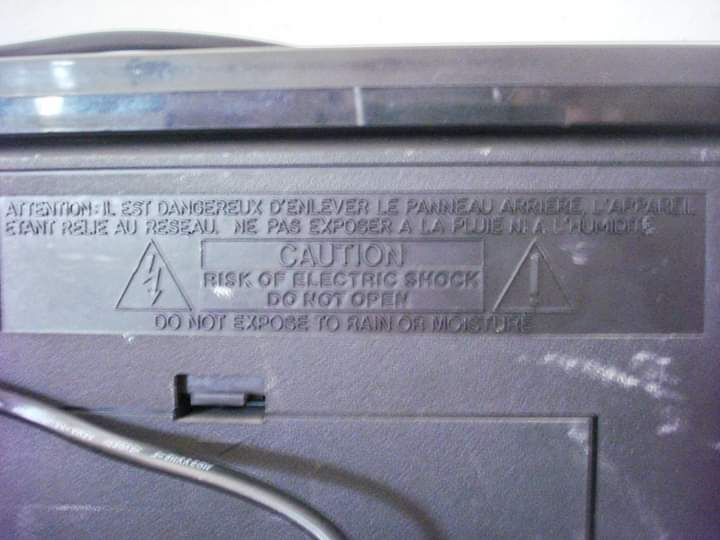 ATTENTION: IL EST DANGEREUX D'ENLEVER LE PANNEAU ARRIERE, L'APPAREIL
ETANT RELIE AU RESEAU. NE PAS EXPOSER A LA PLUIE NI A L'HUMIDITE
CAUTION
RISK OF ELECTRIC SHOCK
DO NOT OPEN
DO NOT EXPOSE TO RAIN OR MOISTURE